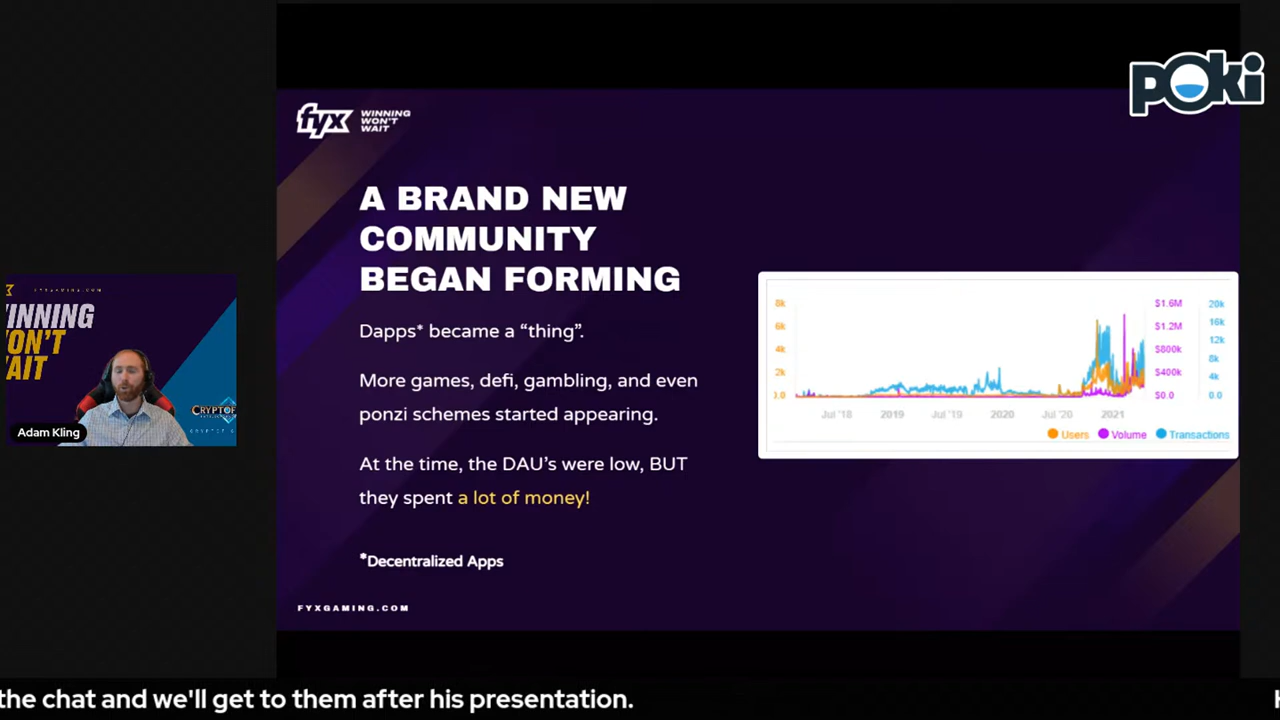 poki
fyx WINNING
WON'T
WAIT
A BRAND NEW
COMMUNITY
BEGAN FORMING
Dapps* became a “thing”.
More games, defi, gambling, and even
ponzi schemes started appearing.
At the time, the DAU’s were low, BUT
they spent a lot of money!
*Decentralized Apps
FYXGAMING.COM
8k
6k
4k
2k
0.0
$1.6M
$1.2M
$800k
$400k
$0.0
20k
16k
12k
8k
4k
0.0
Jul '18 2019 Jul '19 2020 Jul '20 2021
Users Volume Transactions
INNING
ON'T
AIT
CRYPTOF
Adam Kling
the chat and we'll get to them after his presentation.